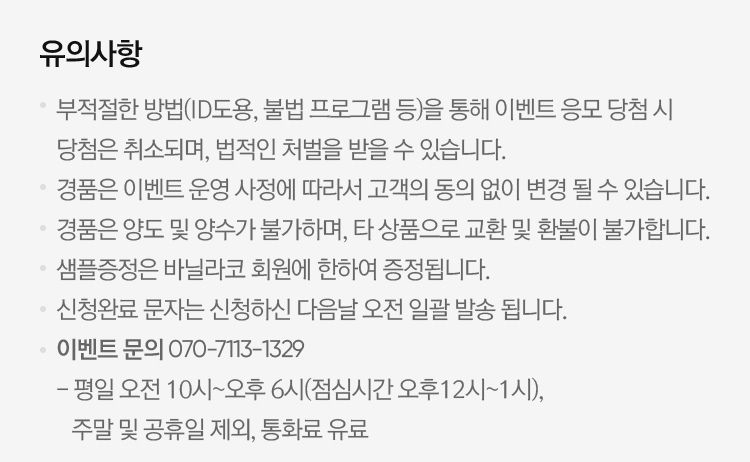 유의사항
• 부적절한 방법(ID도용, 불법 프로그램 등)을 통해 이벤트 응모 당첨 시
당첨은 취소되며, 법적인 처벌을 받을 수 있습니다.
• 경품은 이벤트 운영 사정에 따라서 고객의 동의 없이 변경 될 수 있습니다.
• 경품은 양도 및 양수가 불가하며, 타 상품으로 교환 및 환불이 불가합니다.
• 샘플증정은 바닐라코 회원에 한하여 증정됩니다.
• 신청완료 문자는 신청하신 다음날 오전 일괄 발송 됩니다.
• 이벤트 문의 070-7113-1329
- 평일 오전 10시~오후 6시(점심시간 오후12시~1시),
주말 및 공휴일 제외, 통화료 유료